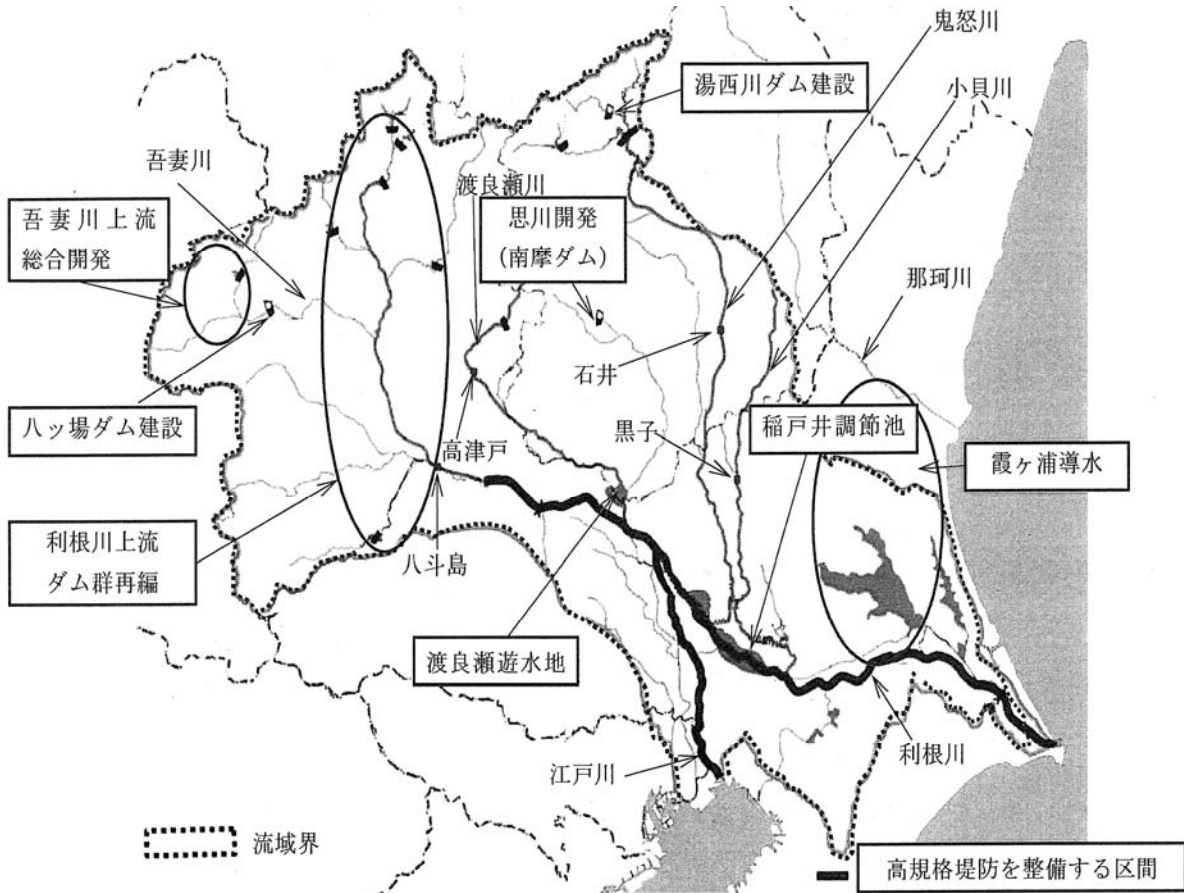 鬼怒川
湯西川ダム建設
小貝川
吾妻川
渡良瀬川
吾妻川上流
総合開発
思川開発
(南摩ダム)
那珂川
石井
八ッ場ダム建設
高津戸
黒子
稲戸井調節池
霞ヶ浦導水
利根川上流
ダム群再編
八斗島
渡良瀬遊水地
江戸川
利根川
流域界
高規格堤防を整備する区間